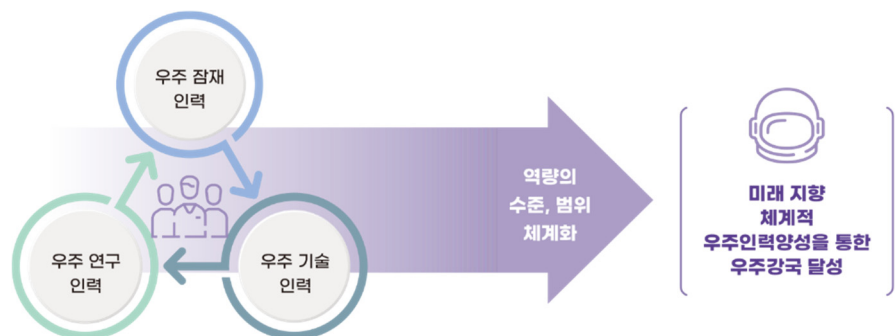 우주 잠재
인력
우주 연구
인력
우주 기술
인력
역량의
수준, 범위
체계화
미래 지향
체계적
우주인력양성을 통한
우주강국 달성